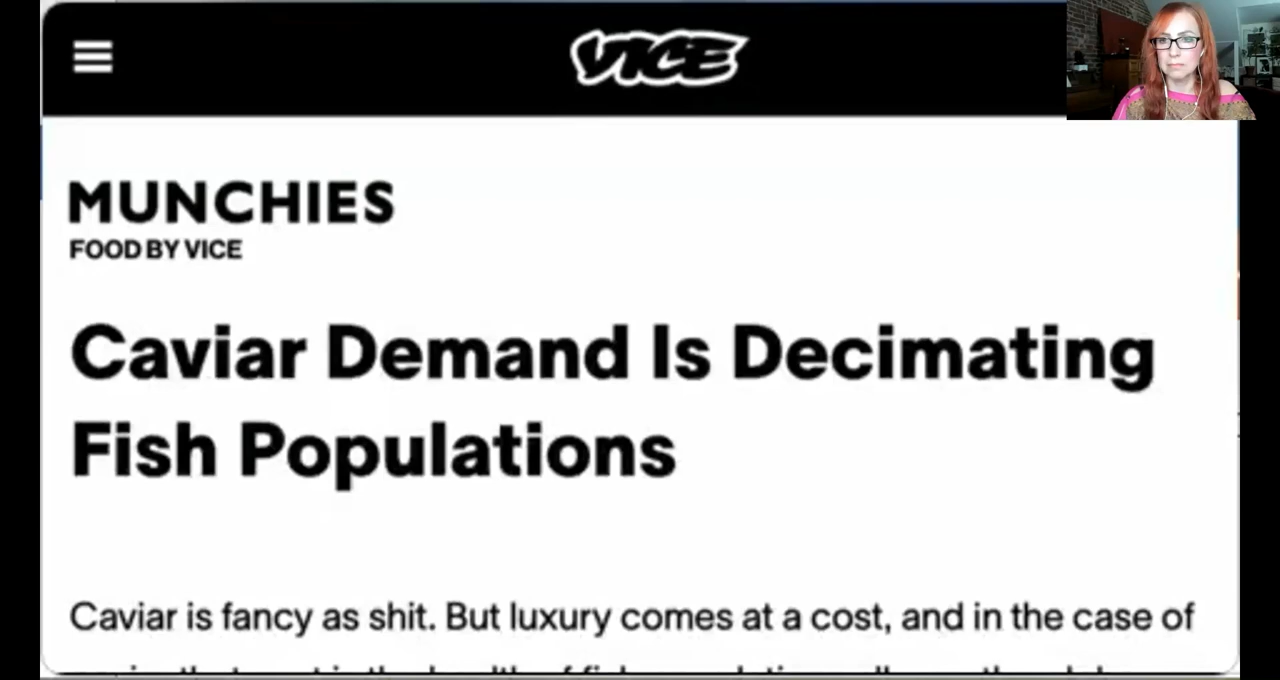 VICE
MUNCHIES
FOOD BY VICE
Caviar Demand Is Decimating
Fish Populations
Caviar is fancy as shit. But luxury comes at a cost, and in the case of